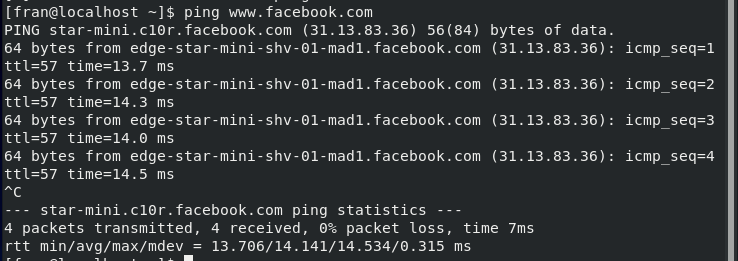 [fran@localhost ~]$ ping www.facebook.com
PING star-mini.c10r.facebook.com (31.13.83.36) 56(84) bytes of data.
64 bytes from edge-star-mini-shv-01-mad1.facebook.com (31.13.83.36): icmp_seq=1
ttl=57 time=13.7 ms
64 bytes from edge-star-mini-shv-01-mad1.facebook.com (31.13.83.36): icmp_seq=2
ttl=57 time=14.3 ms
64 bytes from edge-star-mini-shv-01-mad1.facebook.com (31.13.83.36): icmp_seq=3
ttl=57 time=14.0 ms
64 bytes from edge-star-mini-shv-01-mad1.facebook.com (31.13.83.36): icmp_seq=4
ttl=57 time=14.5 ms
^C
--- star-mini.c10r.facebook.com ping statistics ---
4 packets transmitted, 4 received, 0% packet loss, time 7ms
rtt min/avg/max/mdev = 13.706/14.141/14.534/0.315 ms
[fran@localhost ~]$